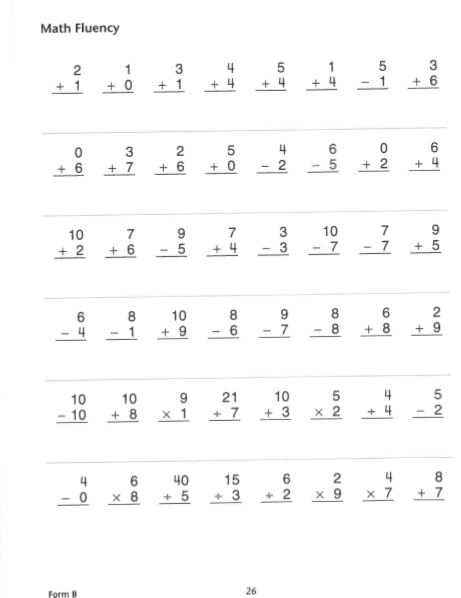 Math Fluency
2 1 3 4 5 1 5 3
+ 1 + 0 + 1 + 4 + 4 + 4 − 1 + 6
0 3 2 5 4 6 0 6
+ 6 + 7 + 6 + 0 − 2 − 5 + 2 + 4
10 7 9 7 3 10 7 9
+ 2 + 6 − 5 + 4 − 3 − 7 − 7 + 5
6 8 10 8 9 8 6 2
− 4 − 1 + 9 − 6 − 7 − 8 + 8 + 9
10 10 9 21 10 5 4 5
− 10 + 8 × 1 ÷ 7 + 3 × 2 ÷ 4 − 2
4 6 40 15 6 2 4 8
− 0 × 8 ÷ 5 ÷ 3 ÷ 2 × 9 × 7 + 7
Form B 26